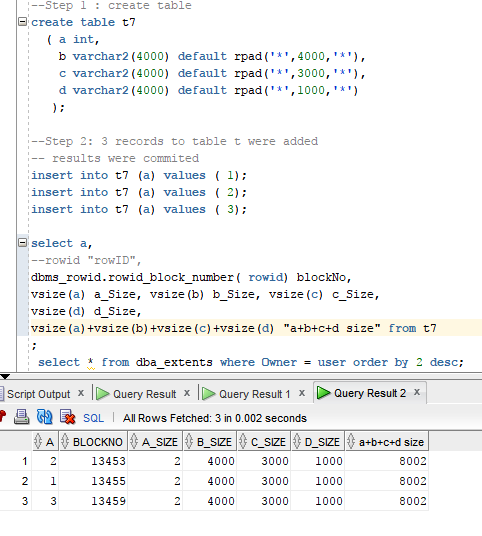 --Step 1 : create table
create table t7
( a int,
b varchar2(4000) default rpad('*',4000,'*'),
c varchar2(4000) default rpad('*',3000,'*'),
d varchar2(4000) default rpad('*',1000,'*')
);
--Step 2: 3 records to table t were added
-- results were commited
insert into t7 (a) values ( 1);
insert into t7 (a) values ( 2);
insert into t7 (a) values ( 3);
select a,
--rowid "rowID",
dbms_rowid.rowid_block_number( rowid) blockNo,
vsize(a) a_Size, vsize(b) b_Size, vsize(c) c_Size,
vsize(d) d_Size,
vsize(a)+vsize(b)+vsize(c)+vsize(d) "a+b+c+d size" from t7
;
select * from dba_extents where Owner = user order by 2 desc;
Script Output x Query Result x Query Result 1 x Query Result 2 x
SQL | All Rows Fetched: 3 in 0.002 seconds
A BLOCKNO A_SIZE B_SIZE C_SIZE D_SIZE a+b+c+d size
1 2 13453 2 4000 3000 1000 8002
2 1 13455 2 4000 3000 1000 8002
3 3 13459 2 4000 3000 1000 8002